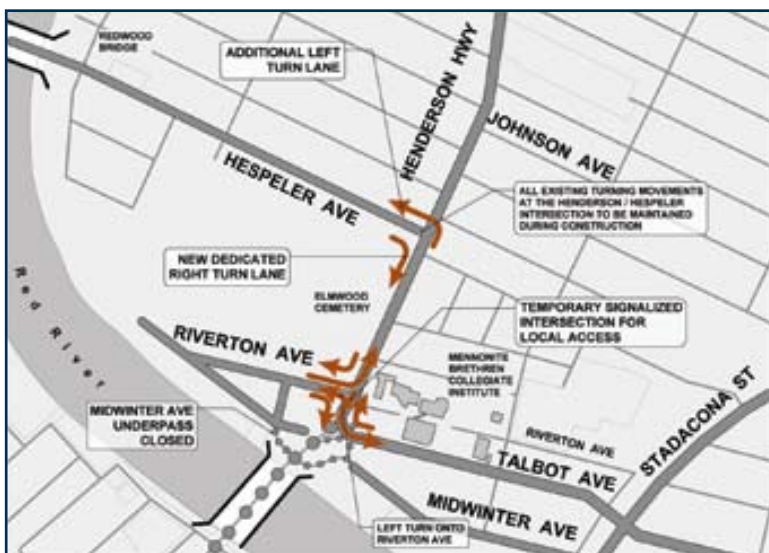 REDWOOD
BRIDGE
ADDITIONAL LEFT
TURN LANE
HENDERSON HWY
JOHNSON AVE
HESPELER AVE
ALL EXISTING TURNING MOVEMENTS
AT THE HENDERSON / HESPELER
INTERSECTION TO BE MAINTAINED
DURING CONSTRUCTION
NEW DEDICATED
RIGHT TURN LANE
Red River
ELMWOOD
CEMETERY
TEMPORARY SIGNALIZED
INTERSECTION FOR
LOCAL ACCESS
RIVERTON AVE
MENNONITE
BRETHREN
COLLEGIATE
INSTITUTE
STADACONA ST
MIDWINTER AVE
UNDERPASS
CLOSED
RIVERTON AVE
TALBOT AVE
MIDWINTER AVE
LEFT TURN ONTO
RIVERTON AVE